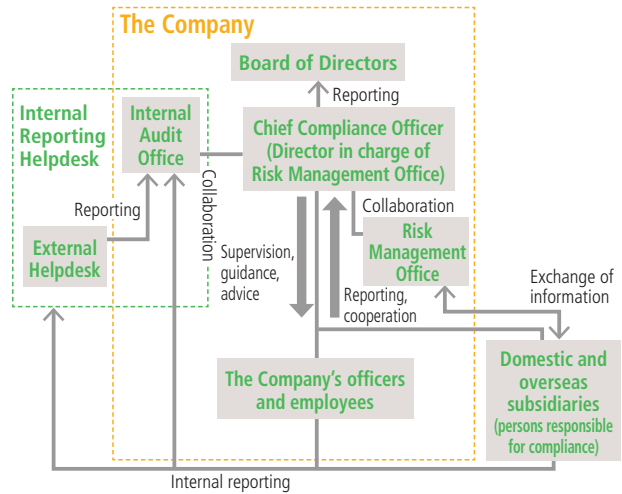 The Company
Board of Directors
Reporting
Internal
Reporting
Helpdesk
Internal
Audit
Office
Chief Compliance Officer
(Director in charge of
Risk Management Office)
Collaboration
Reporting
External
Helpdesk
Supervision,
guidance,
advice
Reporting,
cooperation
Collaboration
Risk
Management
Office
Exchange of
information
The Company's officers
and employees
Domestic and
overseas
subsidiaries
(persons responsible
for compliance)
Internal reporting